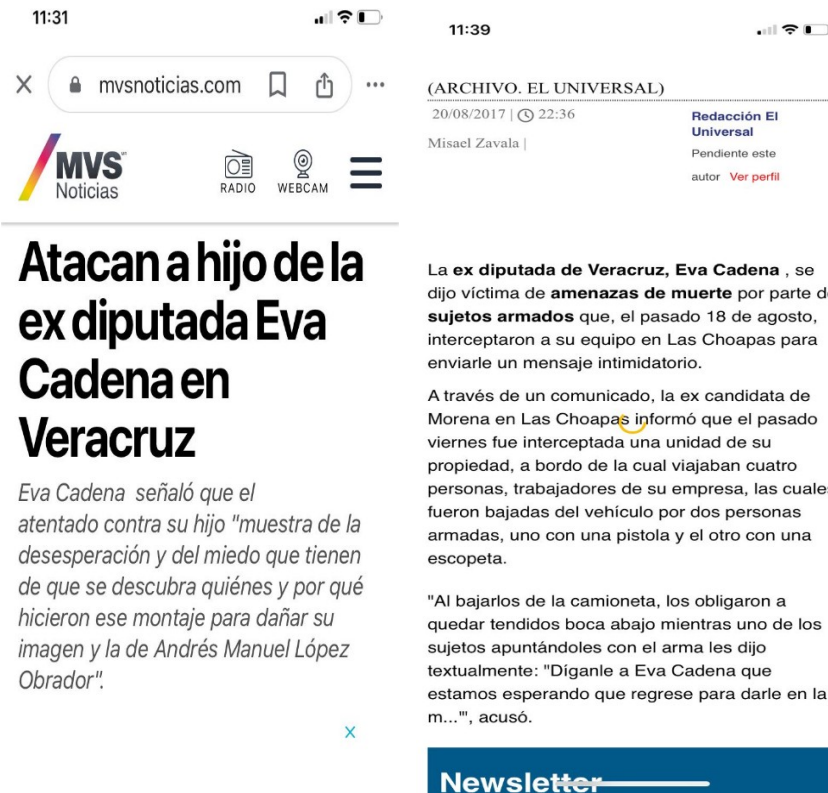 11:31
mvsnoticias.com
MVS
Noticias
RADIO
WEBCAM
Atacan a hijo de la
ex diputada Eva
Cadena en
Veracruz
Eva Cadena señaló que el
atentado contra su hijo "muestra de la
desesperación y del miedo que tienen
de que se descubra quiénes y por qué
hicieron ese montaje para dañar su
imagen y la de Andrés Manuel López
Obrador".
11:39
(ARCHIVO. EL UNIVERSAL)
20/08/2017 | 22:36
Misael Zavala |
Redacción El
Universal
Pendiente este
autor Ver perfil
La ex diputada de Veracruz, Eva Cadena , se
dijo víctima de amenazas de muerte por parte d
sujetos armados que, el pasado 18 de agosto,
interceptaron a su equipo en Las Choapas para
enviarle un mensaje intimidatorio.
A través de un comunicado, la ex candidata de
Morena en Las Choapas informó que el pasado
viernes fue interceptada una unidad de su
propiedad, a bordo de la cual viajaban cuatro
personas, trabajadores de su empresa, las cuales
fueron bajadas del vehículo por dos personas
armadas, uno con una pistola y el otro con una
escopeta.
"Al bajarlos de la camioneta, los obligaron a
quedar tendidos boca abajo mientras uno de los
sujetos apuntándoles con el arma les dijo
textualmente: "Díganle a Eva Cadena que
estamos esperando que regrese para darle en la
m..."", acusó.
Newsletter